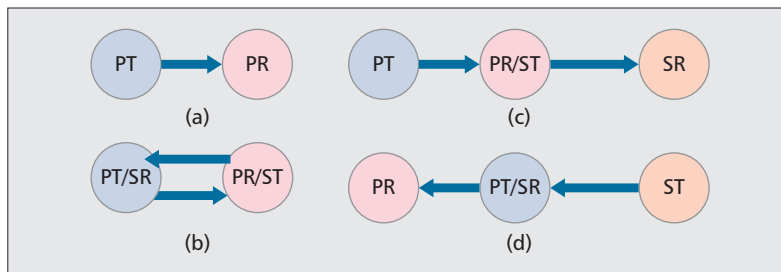 PT PR
(a)
PT PR/ST SR
(c)
PT/SR PR/ST
(b)
PR PT/SR ST
(d)